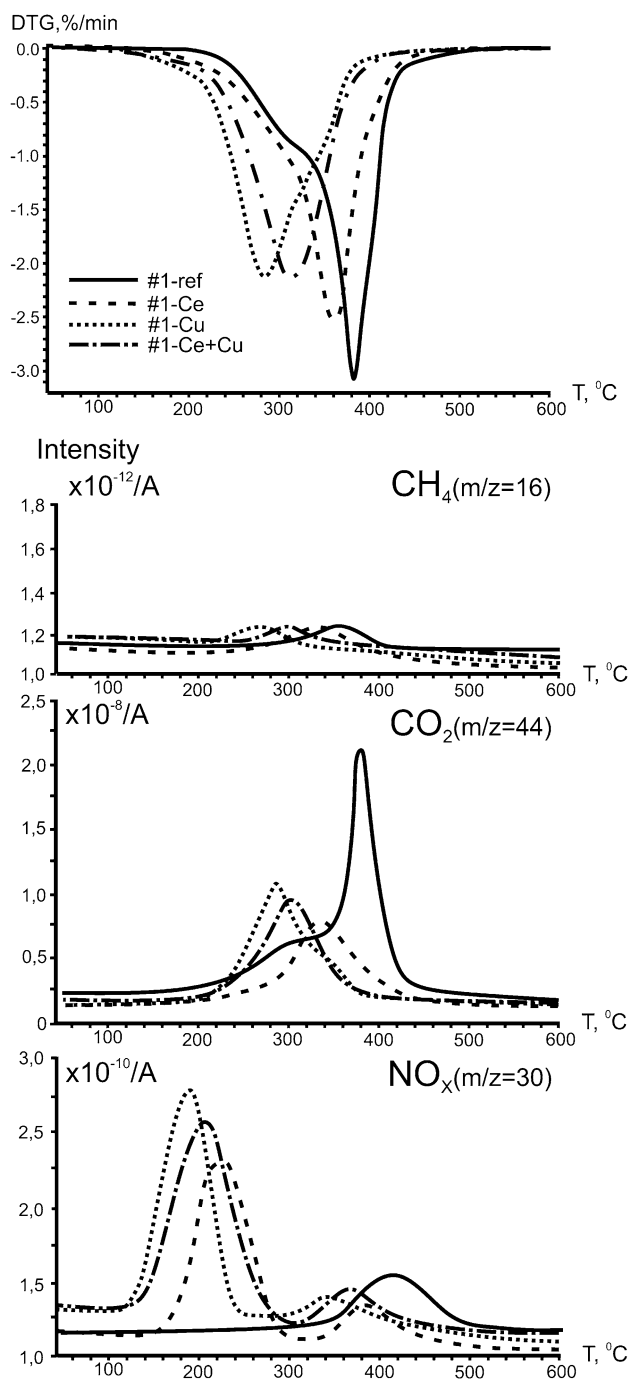 DTG,%/min
0.0
-0.5
-1.0
-1.5
-2.0
-2.5
-3.0
#1-ref
#1-Ce
#1-Cu
#1-Ce+Cu
100 200 300 400 500 600
T, ⁰C
Intensity
x10⁻¹²/A
CH₄(m/z=16)
1,8
1,6
1,4
1,2
1,0
100 200 300 400 500 600
T, ⁰C
2.5
x10⁻⁸/A
CO₂(m/z=44)
2,0
1,5
1,0
0,5
0
100 200 300 400 500 600
T, ⁰C
3,0
x10⁻¹⁰/A
NOₓ(m/z=30)
2,5
2,0
1,5
1,0
100 200 300 400 500 600
T, ⁰C